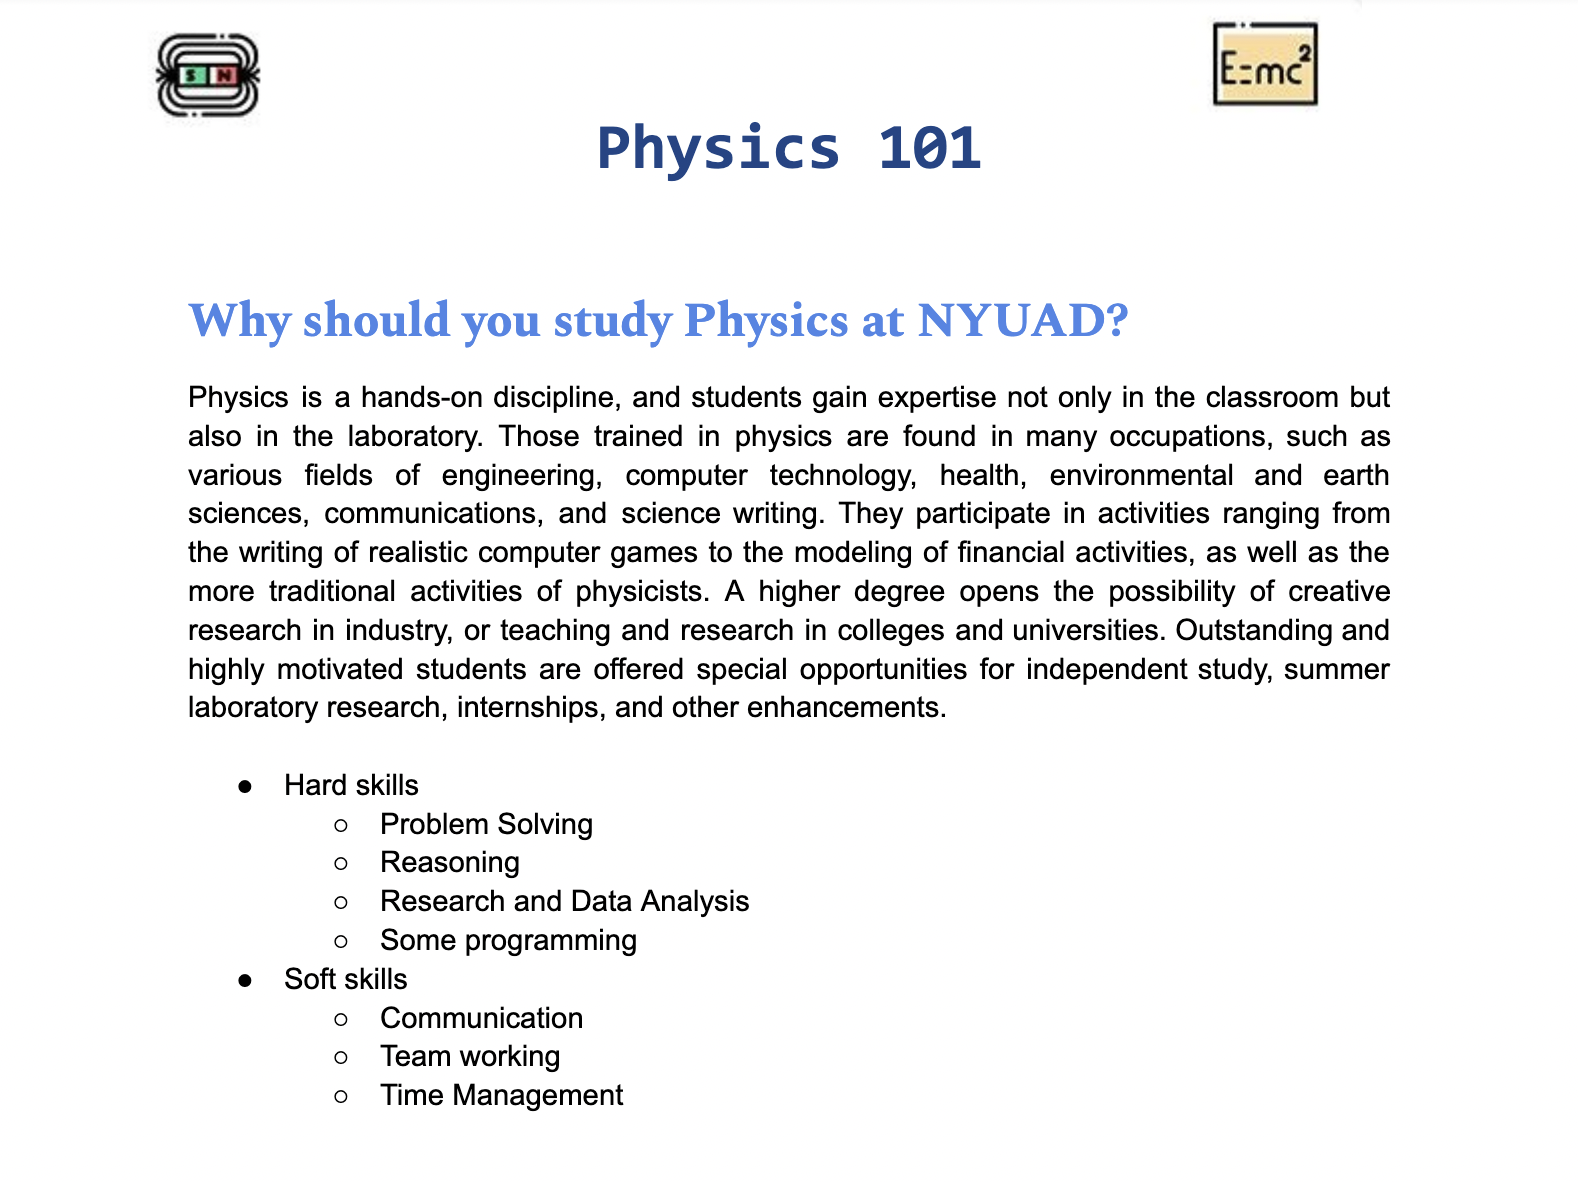 S N
E=mc²
Physics 101
Why should you study Physics at NYUAD?
Physics is a hands-on discipline, and students gain expertise not only in the classroom but
also in the laboratory. Those trained in physics are found in many occupations, such as
various fields of engineering, computer technology, health, environmental and earth
sciences, communications, and science writing. They participate in activities ranging from
the writing of realistic computer games to the modeling of financial activities, as well as the
more traditional activities of physicists. A higher degree opens the possibility of creative
research in industry, or teaching and research in colleges and universities. Outstanding and
highly motivated students are offered special opportunities for independent study, summer
laboratory research, internships, and other enhancements.
● Hard skills
○ Problem Solving
○ Reasoning
○ Research and Data Analysis
○ Some programming
● Soft skills
○ Communication
○ Team working
○ Time Management